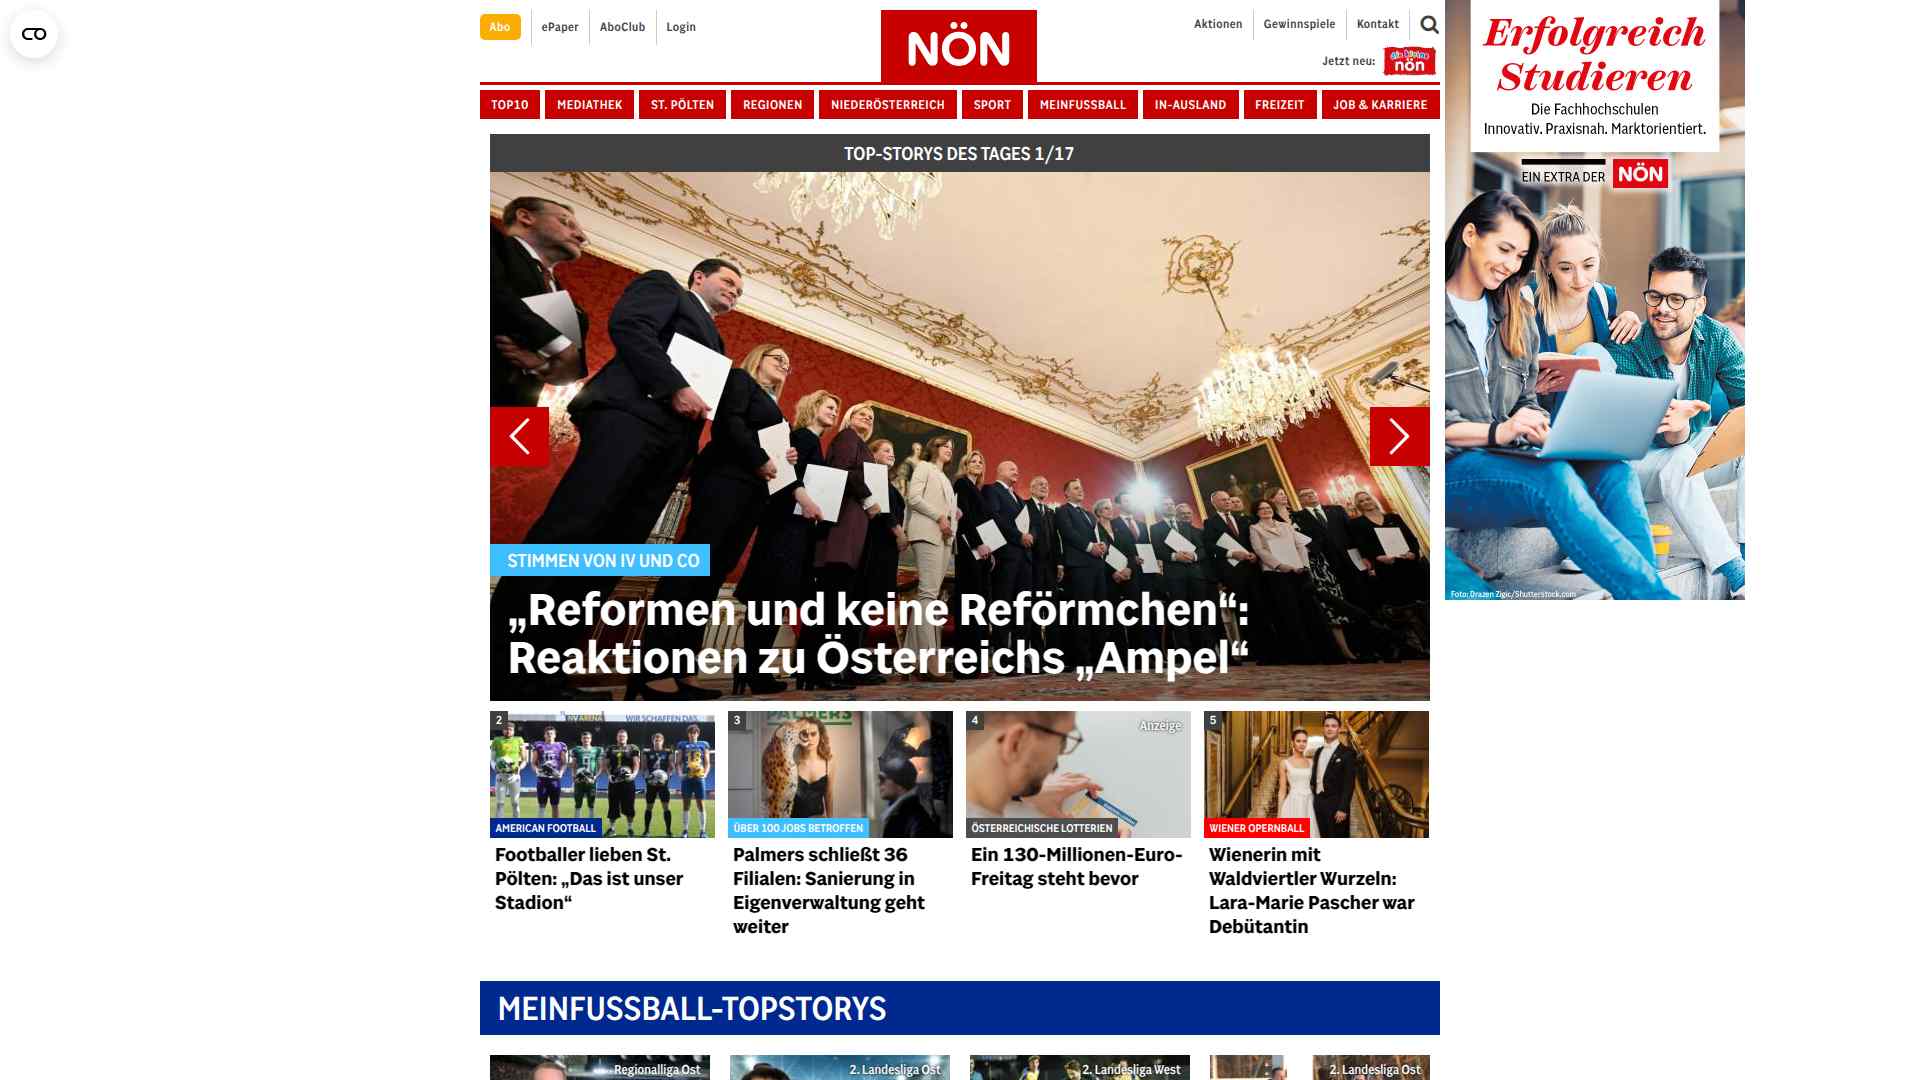 Abo
ePaper
AboClub
Login
NÖN
Aktionen
Gewinnspiele
Kontakt
Jetzt neu:
nön
TOP10
MEDIATHEK
ST. PÖLTEN
REGIONEN
NIEDERÖSTERREICH
SPORT
MEINFUSSBALL
IN-AUSLAND
FREIZEIT
JOB & KARRIERE
TOP-STORYS DES TAGES 1/17
STIMMEN VON IV UND CO
„Reformen und keine Reförmchen“:
Reaktionen zu Österreichs „Ampel“
2
WIR SCHAFFEN DAS
AMERICAN FOOTBALL
Footballer lieben St.
Pölten: „Das ist unser
Stadion“
3
PALMERS
ÜBER 100 JOBS BETROFFEN
Palmers schließt 36
Filialen: Sanierung in
Eigenverwaltung geht
weiter
4
Anzeige
ÖSTERREICHISCHE LOTTERIEN
Ein 130-Millionen-Euro-
Freitag steht bevor
5
WIENER OPERNBALL
Wienerin mit
Waldviertler Wurzeln:
Lara-Marie Pascher war
Debütantin
MEINFUSSBALL-TOPSTORYS
Regionalliga Ost
2. Landesliga Ost
2. Landesliga West
2. Landesliga Ost
Erfolgreich
Studieren
Die Fachhochschulen
Innovativ. Praxisnah. Marktorientiert.
EIN EXTRA DER NÖN
Foto: Drazen Zigic/Shutterstock.com